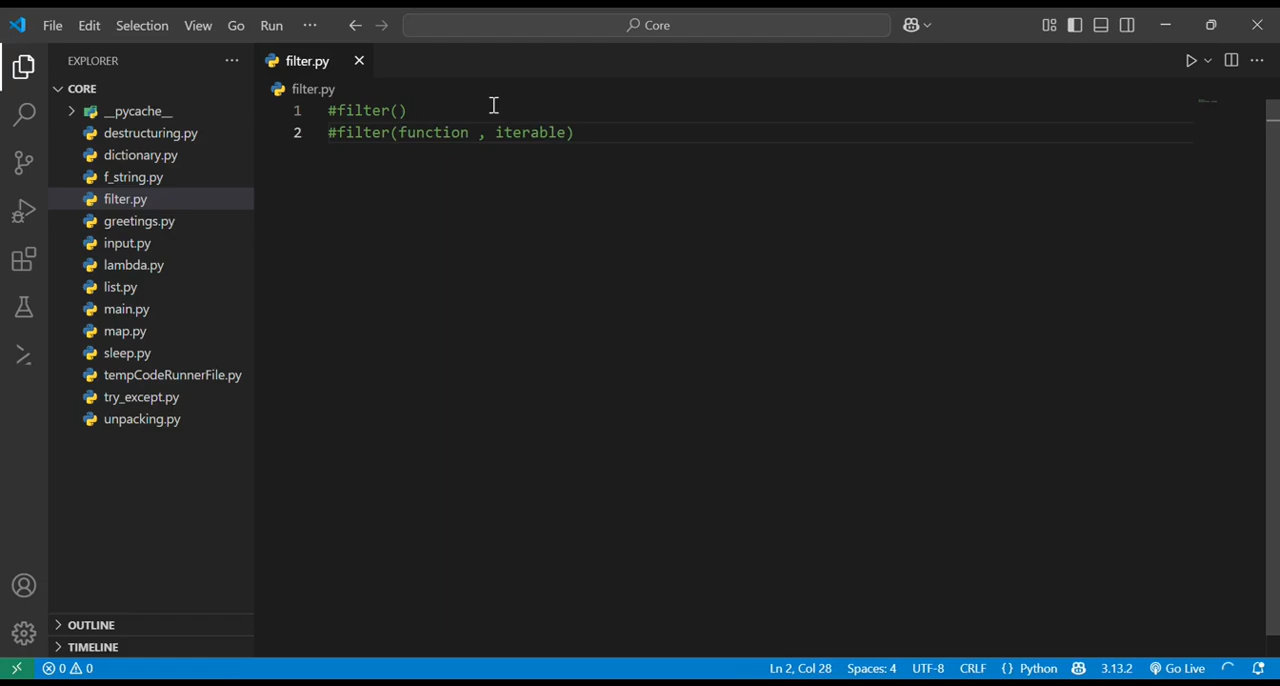 File Edit Selection View Go Run ··· Core
EXPLORER ···
CORE
__pycache__
destructuring.py
dictionary.py
f_string.py
filter.py
greetings.py
input.py
lambda.py
list.py
main.py
map.py
sleep.py
tempCodeRunnerFile.py
try_except.py
unpacking.py
OUTLINE
TIMELINE
filter.py
filter.py
1 #filter()
2 #filter(function , iterable)
0 0 Ln 2, Col 28 Spaces: 4 UTF-8 CRLF {} Python 3.13.2 Go Live